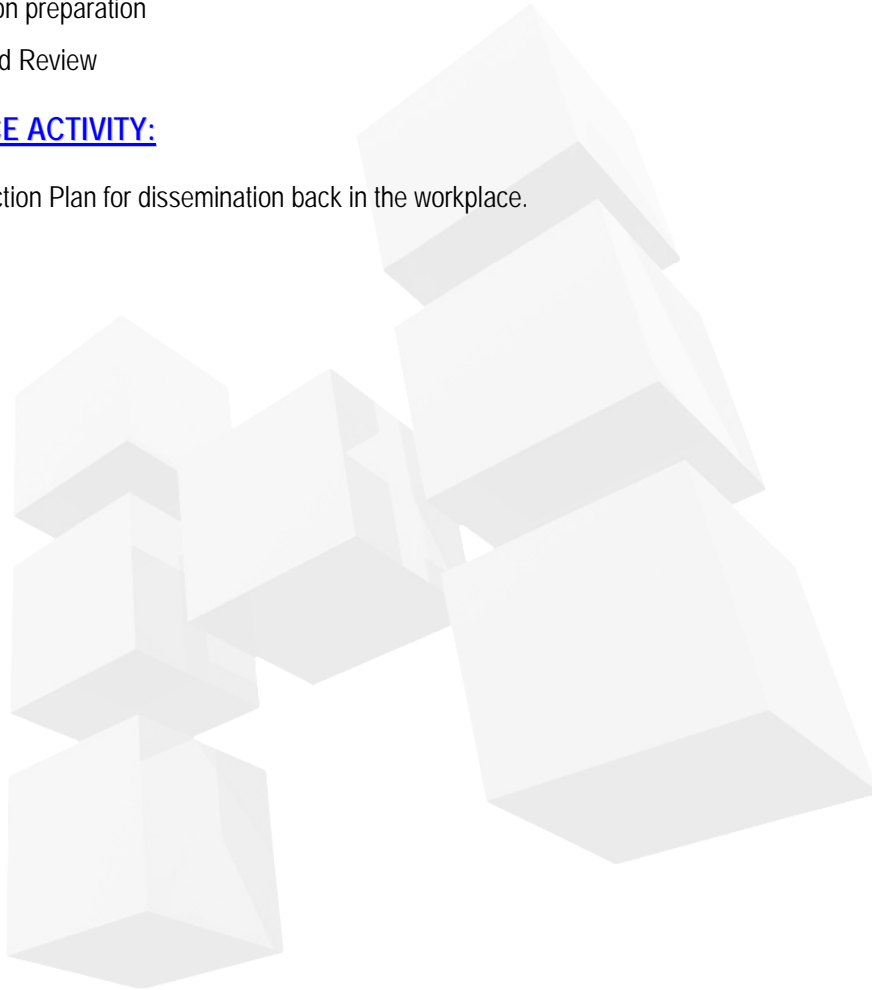 on preparation
d Review
CE ACTIVITY:
ction Plan for dissemination back in the workplace.